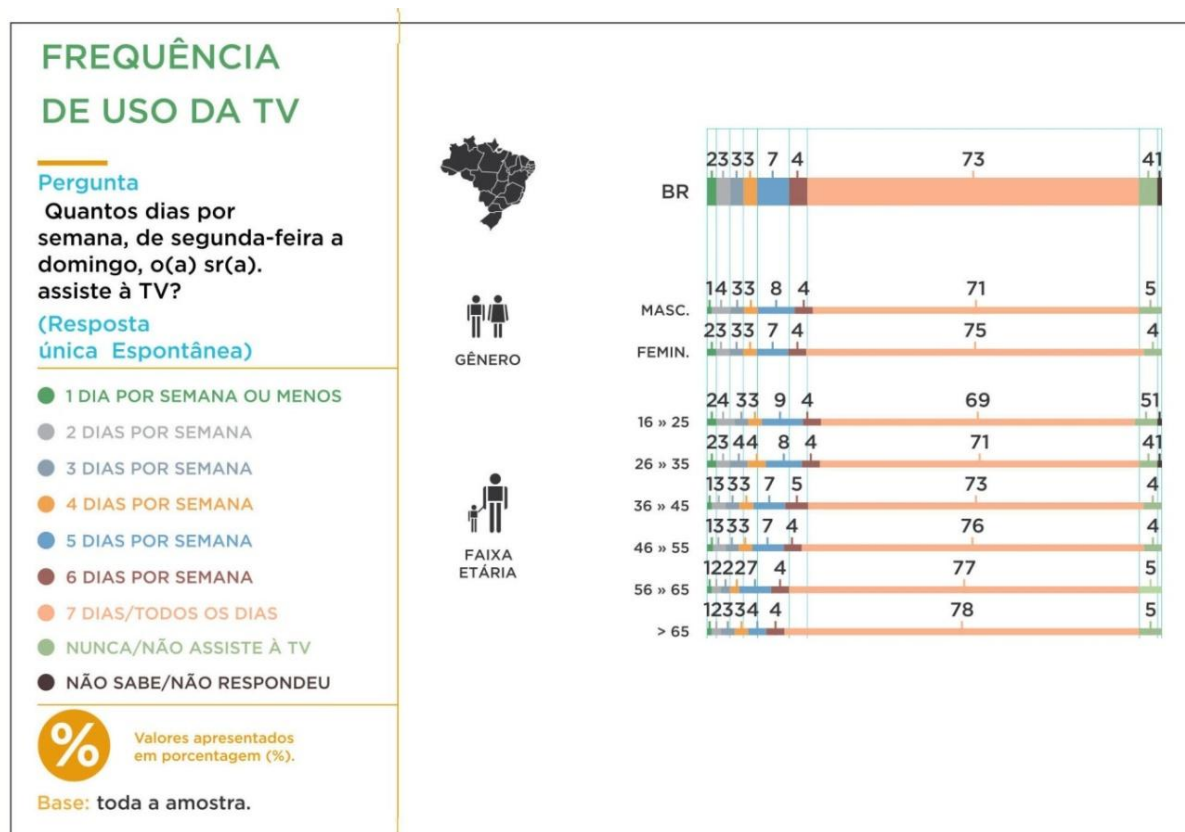 FREQUÊNCIA
DE USO DA TV
Pergunta
Quantos dias por
semana, de segunda-feira a
domingo, o(a) sr(a).
assiste à TV?
(Resposta
única Espontânea)
1 DIA POR SEMANA OU MENOS
2 DIAS POR SEMANA
3 DIAS POR SEMANA
4 DIAS POR SEMANA
5 DIAS POR SEMANA
6 DIAS POR SEMANA
7 DIAS/TODOS OS DIAS
NUNCA/NÃO ASSISTE À TV
NÃO SABE/NÃO RESPONDEU
%
Valores apresentados
em porcentagem (%).
Base: toda a amostra.
GÊNERO
FAIXA
ETÁRIA
2 3 3 3 7 4 73 4 1
BR
1 4 3 3 8 4 71 5
MASC.
2 3 3 3 7 4 75 4
FEMIN.
2 4 3 3 9 4 69 5 1
16 » 25
2 3 4 4 8 4 71 4 1
26 » 35
1 3 3 3 7 5 73 4
36 » 45
1 3 3 3 7 4 76 4
46 » 55
1 2 2 2 7 4 77 5
56 » 65
1 2 3 3 4 4 78 5
> 65